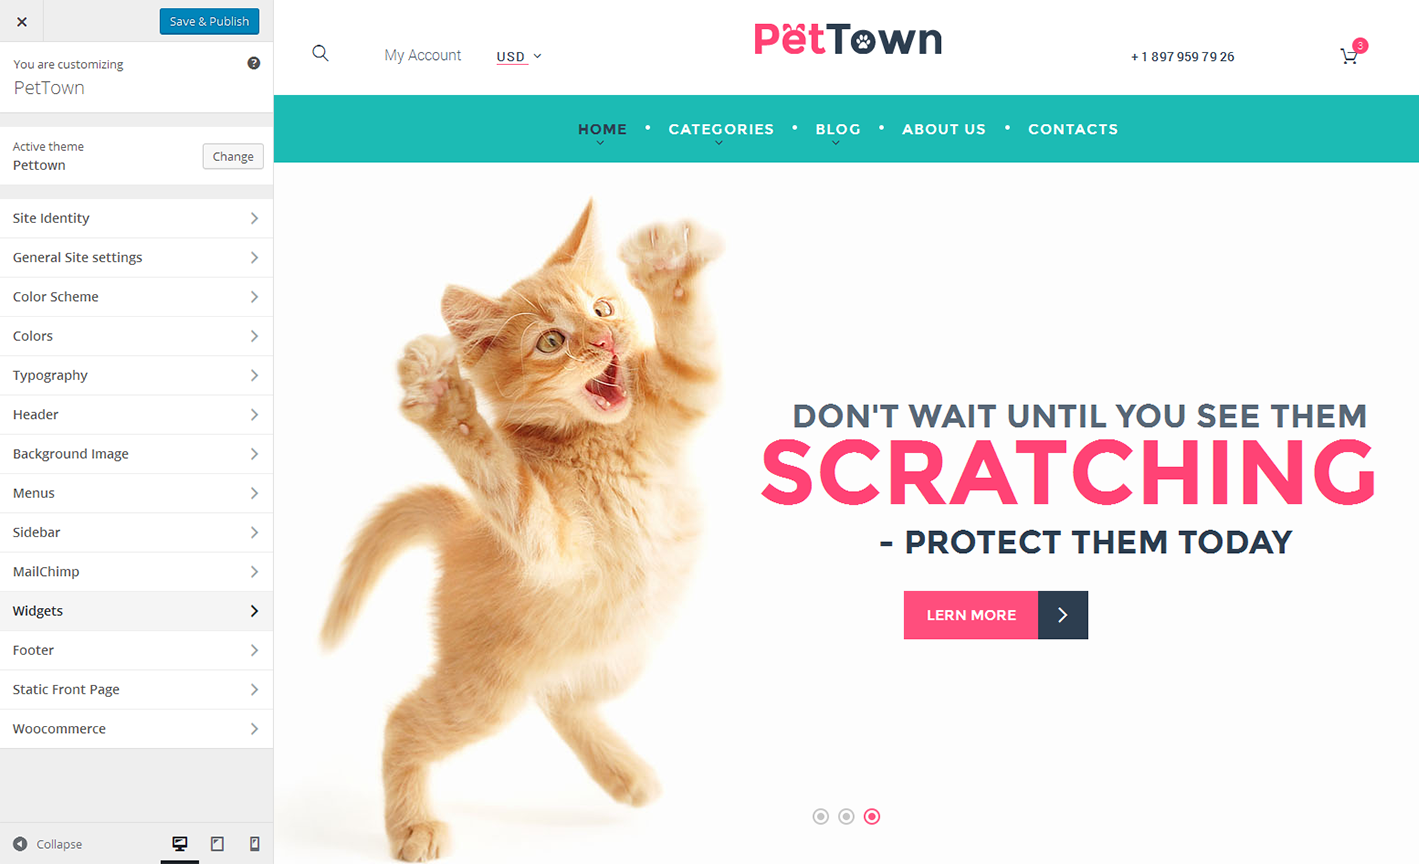 Save & Publish
You are customizing
PetTown
Active theme
Pettown
Change
Site Identity
General Site settings
Color Scheme
Colors
Typography
Header
Background Image
Menus
Sidebar
MailChimp
Widgets
Footer
Static Front Page
Woocommerce
Collapse
My Account
USD
PetTown
+ 1 897 959 79 26
3
HOME • CATEGORIES • BLOG • ABOUT US • CONTACTS
DON'T WAIT UNTIL YOU SEE THEM
SCRATCHING
- PROTECT THEM TODAY
LERN MORE